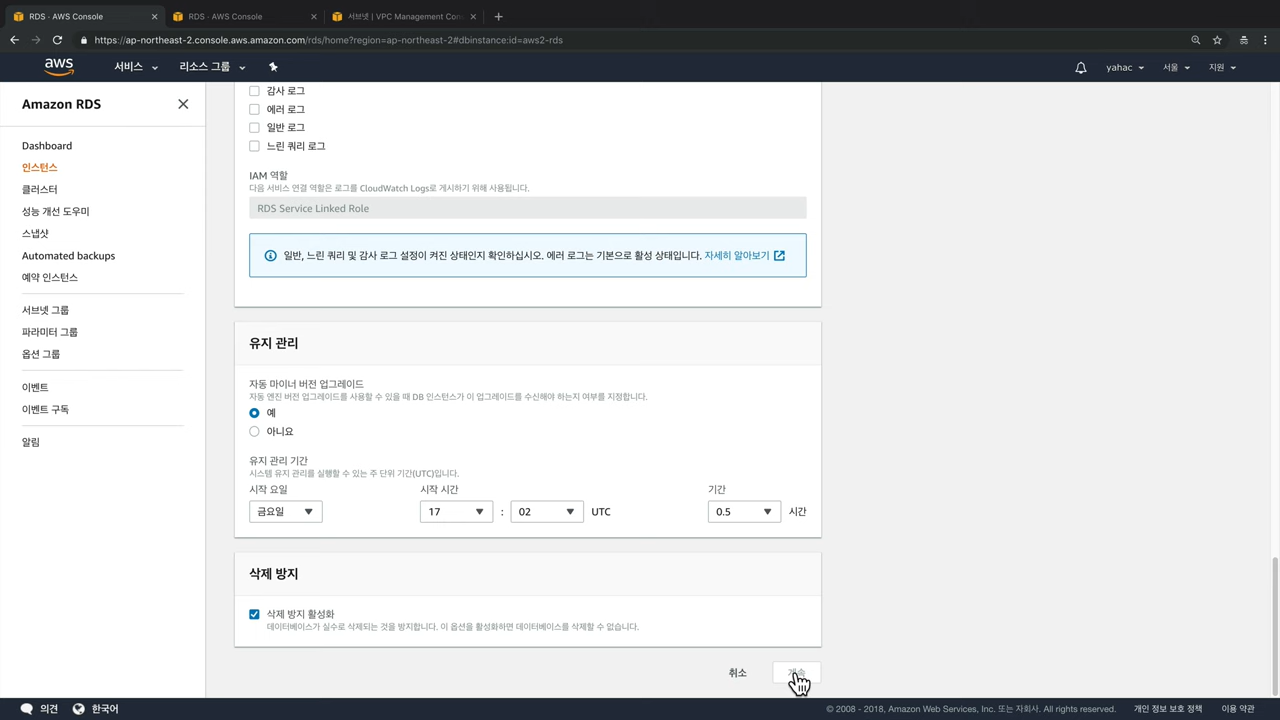 RDS · AWS Console
RDS · AWS Console
서브넷 | VPC Management Con
https://ap-northeast-2.console.aws.amazon.com/rds/home?region=ap-northeast-2#dbinstance:id=aws2-rds
aws
서비스
리소스 그룹
yahac
서울
지원
Amazon RDS
Dashboard
인스턴스
클러스터
성능 개선 도우미
스냅샷
Automated backups
예약 인스턴스
서브넷 그룹
파라미터 그룹
옵션 그룹
이벤트
이벤트 구독
알림
감사 로그
에러 로그
일반 로그
느린 쿼리 로그
IAM 역할
다음 서비스 연결 역할은 로그를 CloudWatch Logs로 게시하기 위해 사용됩니다.
RDS Service Linked Role
일반, 느린 쿼리 및 감사 로그 설정이 켜진 상태인지 확인하십시오. 에러 로그는 기본으로 활성 상태입니다. 자세히 알아보기
유지 관리
자동 마이너 버전 업그레이드
자동 엔진 버전 업그레이드를 사용할 수 있을 때 DB 인스턴스가 이 업그레이드를 수신해야 하는지 여부를 지정합니다.
예
아니요
유지 관리 기간
시스템 유지 관리를 실행할 수 있는 주 단위 기간(UTC)입니다.
시작 요일
시작 시간
기간
금요일
17 : 02 UTC
0.5 시간
삭제 방지
삭제 방지 활성화
데이터베이스가 실수로 삭제되는 것을 방지합니다. 이 옵션을 활성화하면 데이터베이스를 삭제할 수 없습니다.
취소
계속
의견
한국어
© 2008 - 2018, Amazon Web Services, Inc. 또는 자회사. All rights reserved.
개인 정보 보호 정책
이용 약관